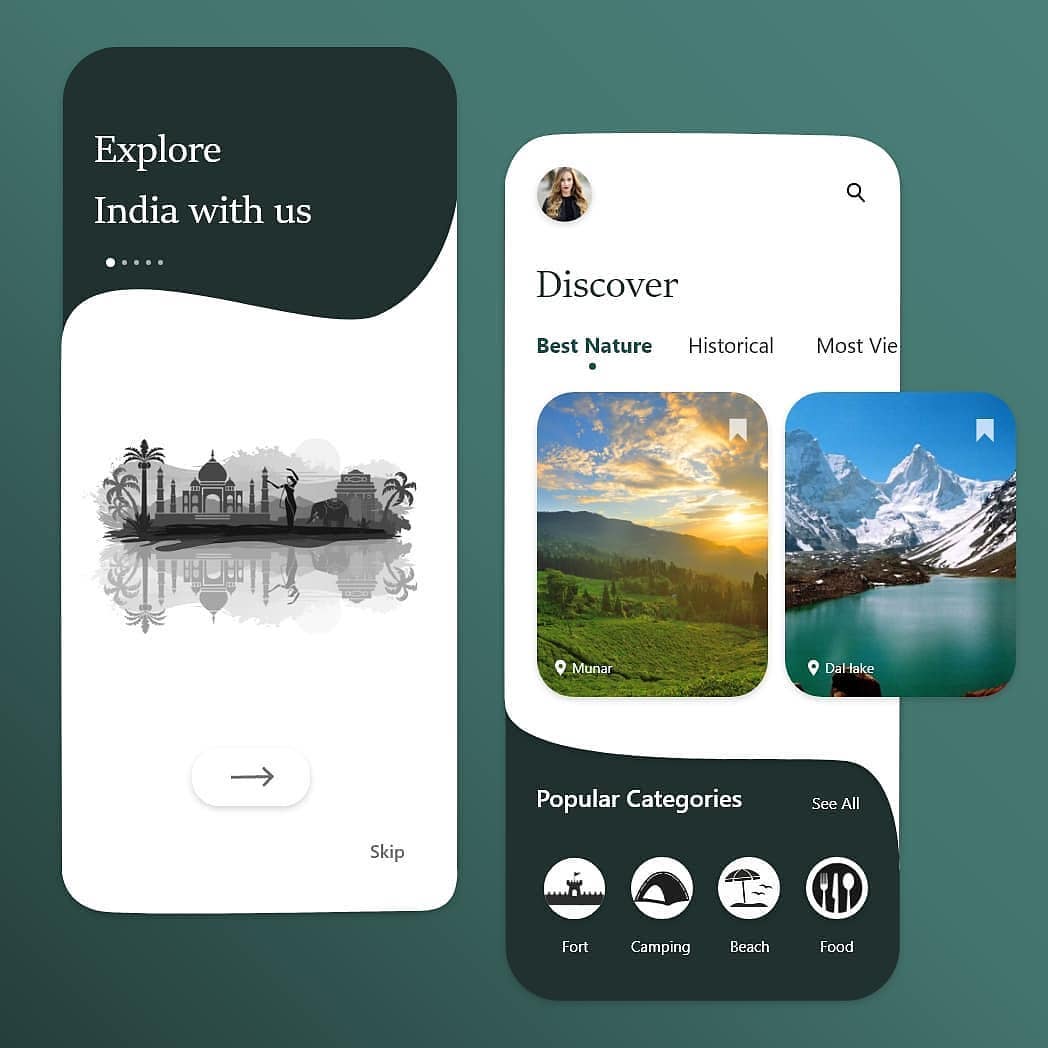 Explore
India with us
Skip
Discover
Best Nature Historical Most Vie
Munar
Dal lake
Popular Categories See All
Fort Camping Beach Food